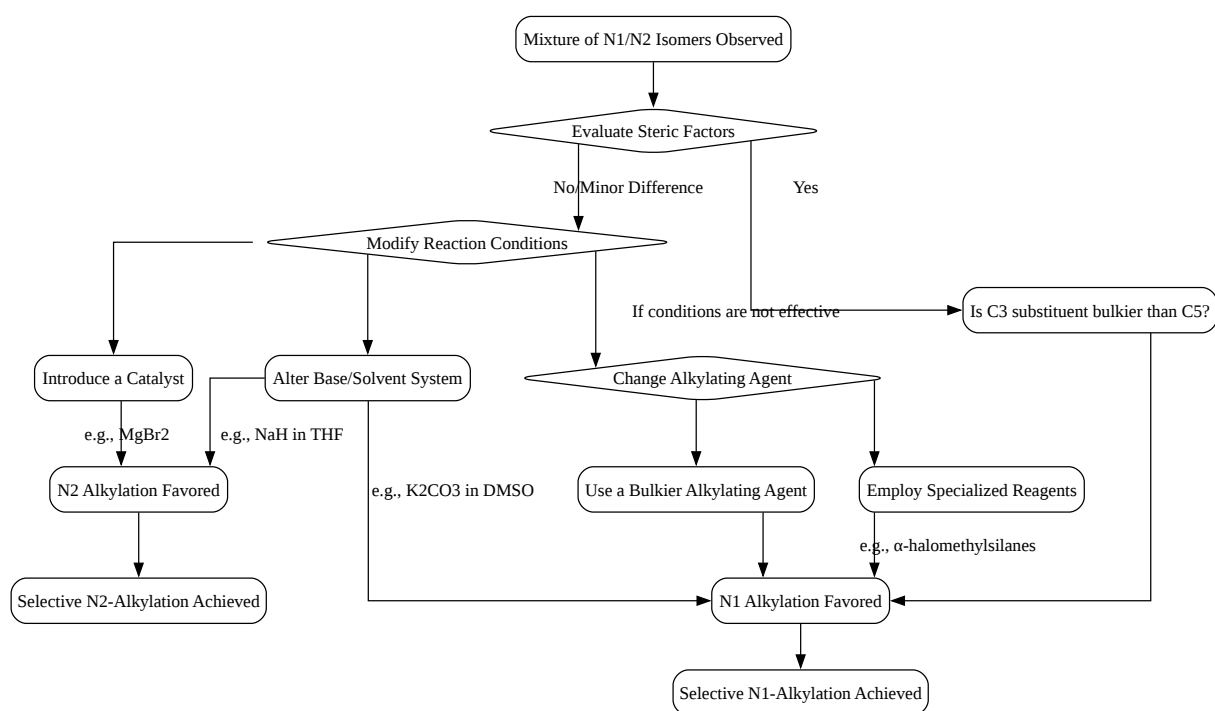 Mixture of N1/N2 Isomers Observed
Evaluate Steric Factors
No/Minor Difference
Yes
Modify Reaction Conditions
If conditions are not effective
Is C3 substituent bulkier than C5?
Introduce a Catalyst
Alter Base/Solvent System
Change Alkylating Agent
e.g., MgBr2
e.g., NaH in THF
N2 Alkylation Favored
e.g., K2CO3 in DMSO
Use a Bulkier Alkylating Agent
Employ Specialized Reagents
e.g., α-halomethylsilanes
Selective N2-Alkylation Achieved
N1 Alkylation Favored
Selective N1-Alkylation Achieved